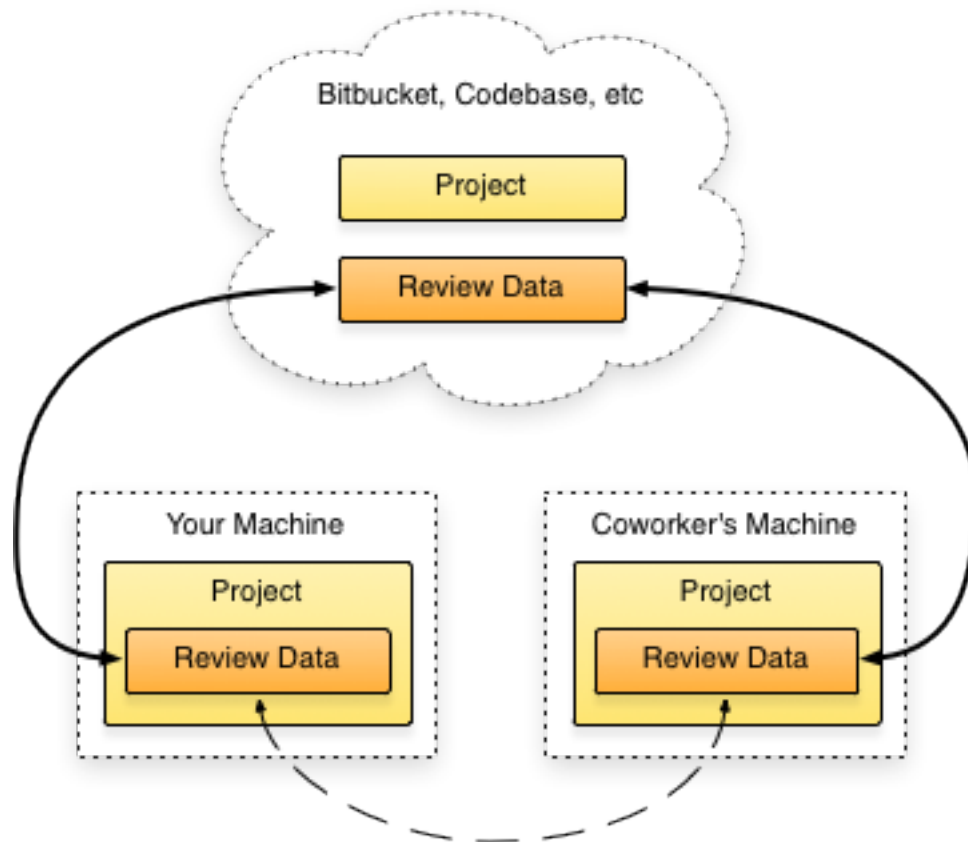 Bitbucket, Codebase, etc
Project
Review Data
Your Machine
Project
Review Data
Coworker's Machine
Project
Review Data